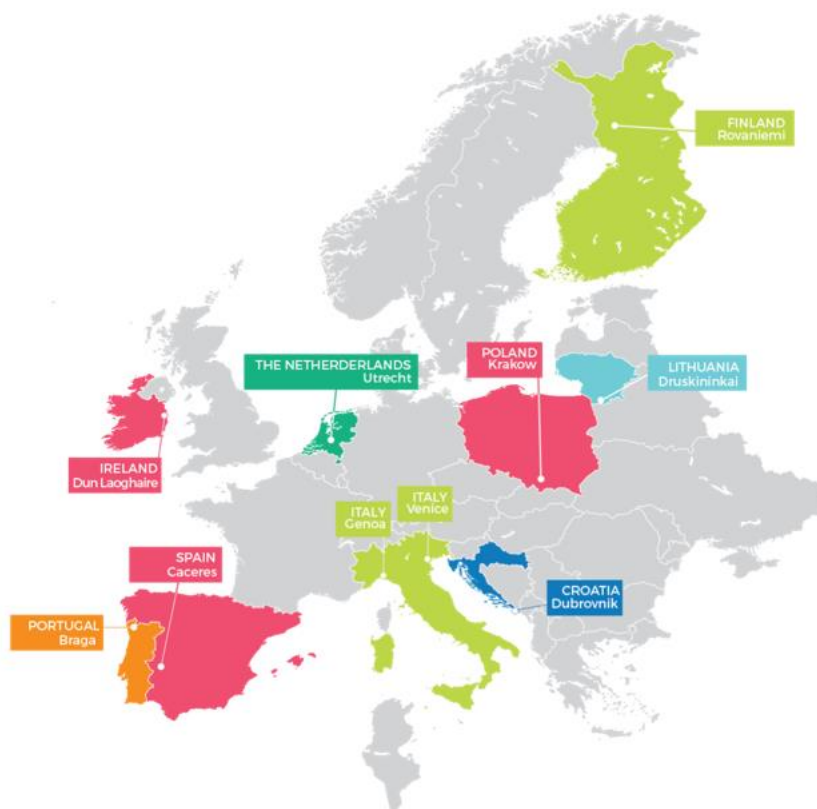 FINLAND
Rovaniemi
THE NETHERDERLANDS
Utrecht
POLAND
Krakow
LITHUANIA
Druskininkai
IRELAND
Dun Laoghaire
ITALY
Genoa
ITALY
Venice
SPAIN
Caceres
CROATIA
Dubrovnik
PORTUGAL
Braga